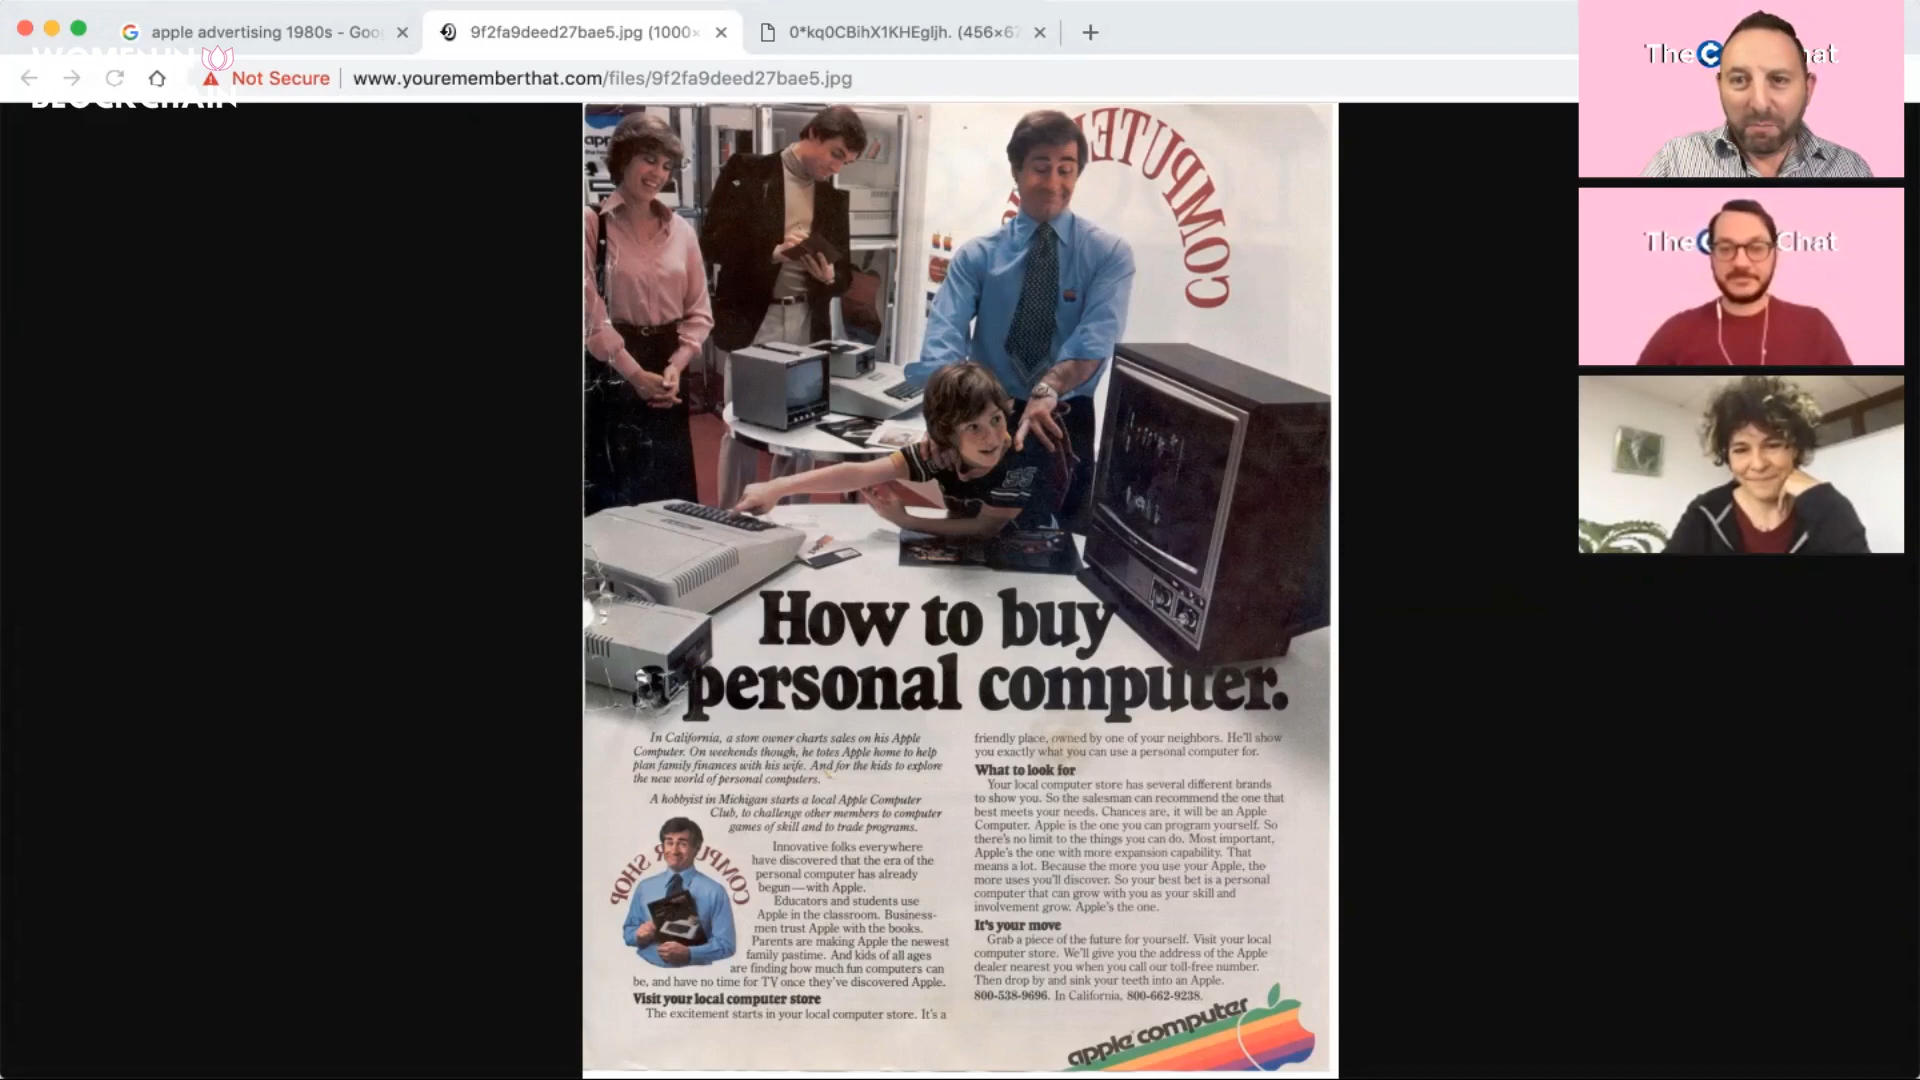 apple advertising 1980s - Goo
9f2fa9deed27bae5.jpg (1000×
0*kq0CBihX1KHEgIjh. (456×67
WOMEN IN
BLOCKCHAIN
Not Secure
www.yourememberthat.com/files/9f2fa9deed27bae5.jpg
The C hat
The C Chat
COMPUTE
55
How to buy
a personal computer.
In California, a store owner charts sales on his Apple
Computer. On weekends though, he totes Apple home to help
plan family finances with his wife. And for the kids to explore
the new world of personal computers.
A hobbyist in Michigan starts a local Apple Computer
Club, to challenge other members to computer
games of skill and to trade programs.
Innovative folks everywhere
have discovered that the era of the
personal computer has already
begun—with Apple.
Educators and students use
Apple in the classroom. Business-
men trust Apple with the books.
Parents are making Apple the newest
family pastime. And kids of all ages
are finding how much fun computers can
be, and have no time for TV once they've discovered Apple.
COMPUTER SHOP
Visit your local computer store
The excitement starts in your local computer store. It's a
friendly place, owned by one of your neighbors. He'll show
you exactly what you can use a personal computer for.
What to look for
Your local computer store has several different brands
to show you. So the salesman can recommend the one that
best meets your needs. Chances are, it will be an Apple
Computer. Apple is the one you can program yourself. So
there's no limit to the things you can do. Most important,
Apple's the one with more expansion capability. That
means a lot. Because the more you use your Apple, the
more uses you'll discover. So your best bet is a personal
computer that can grow with you as your skill and
involvement grow. Apple's the one.
It's your move
Grab a piece of the future for yourself. Visit your local
computer store. We'll give you the address of the Apple
dealer nearest you when you call our toll-free number.
Then drop by and sink your teeth into an Apple.
800-538-9696. In California, 800-662-9238.
apple computer